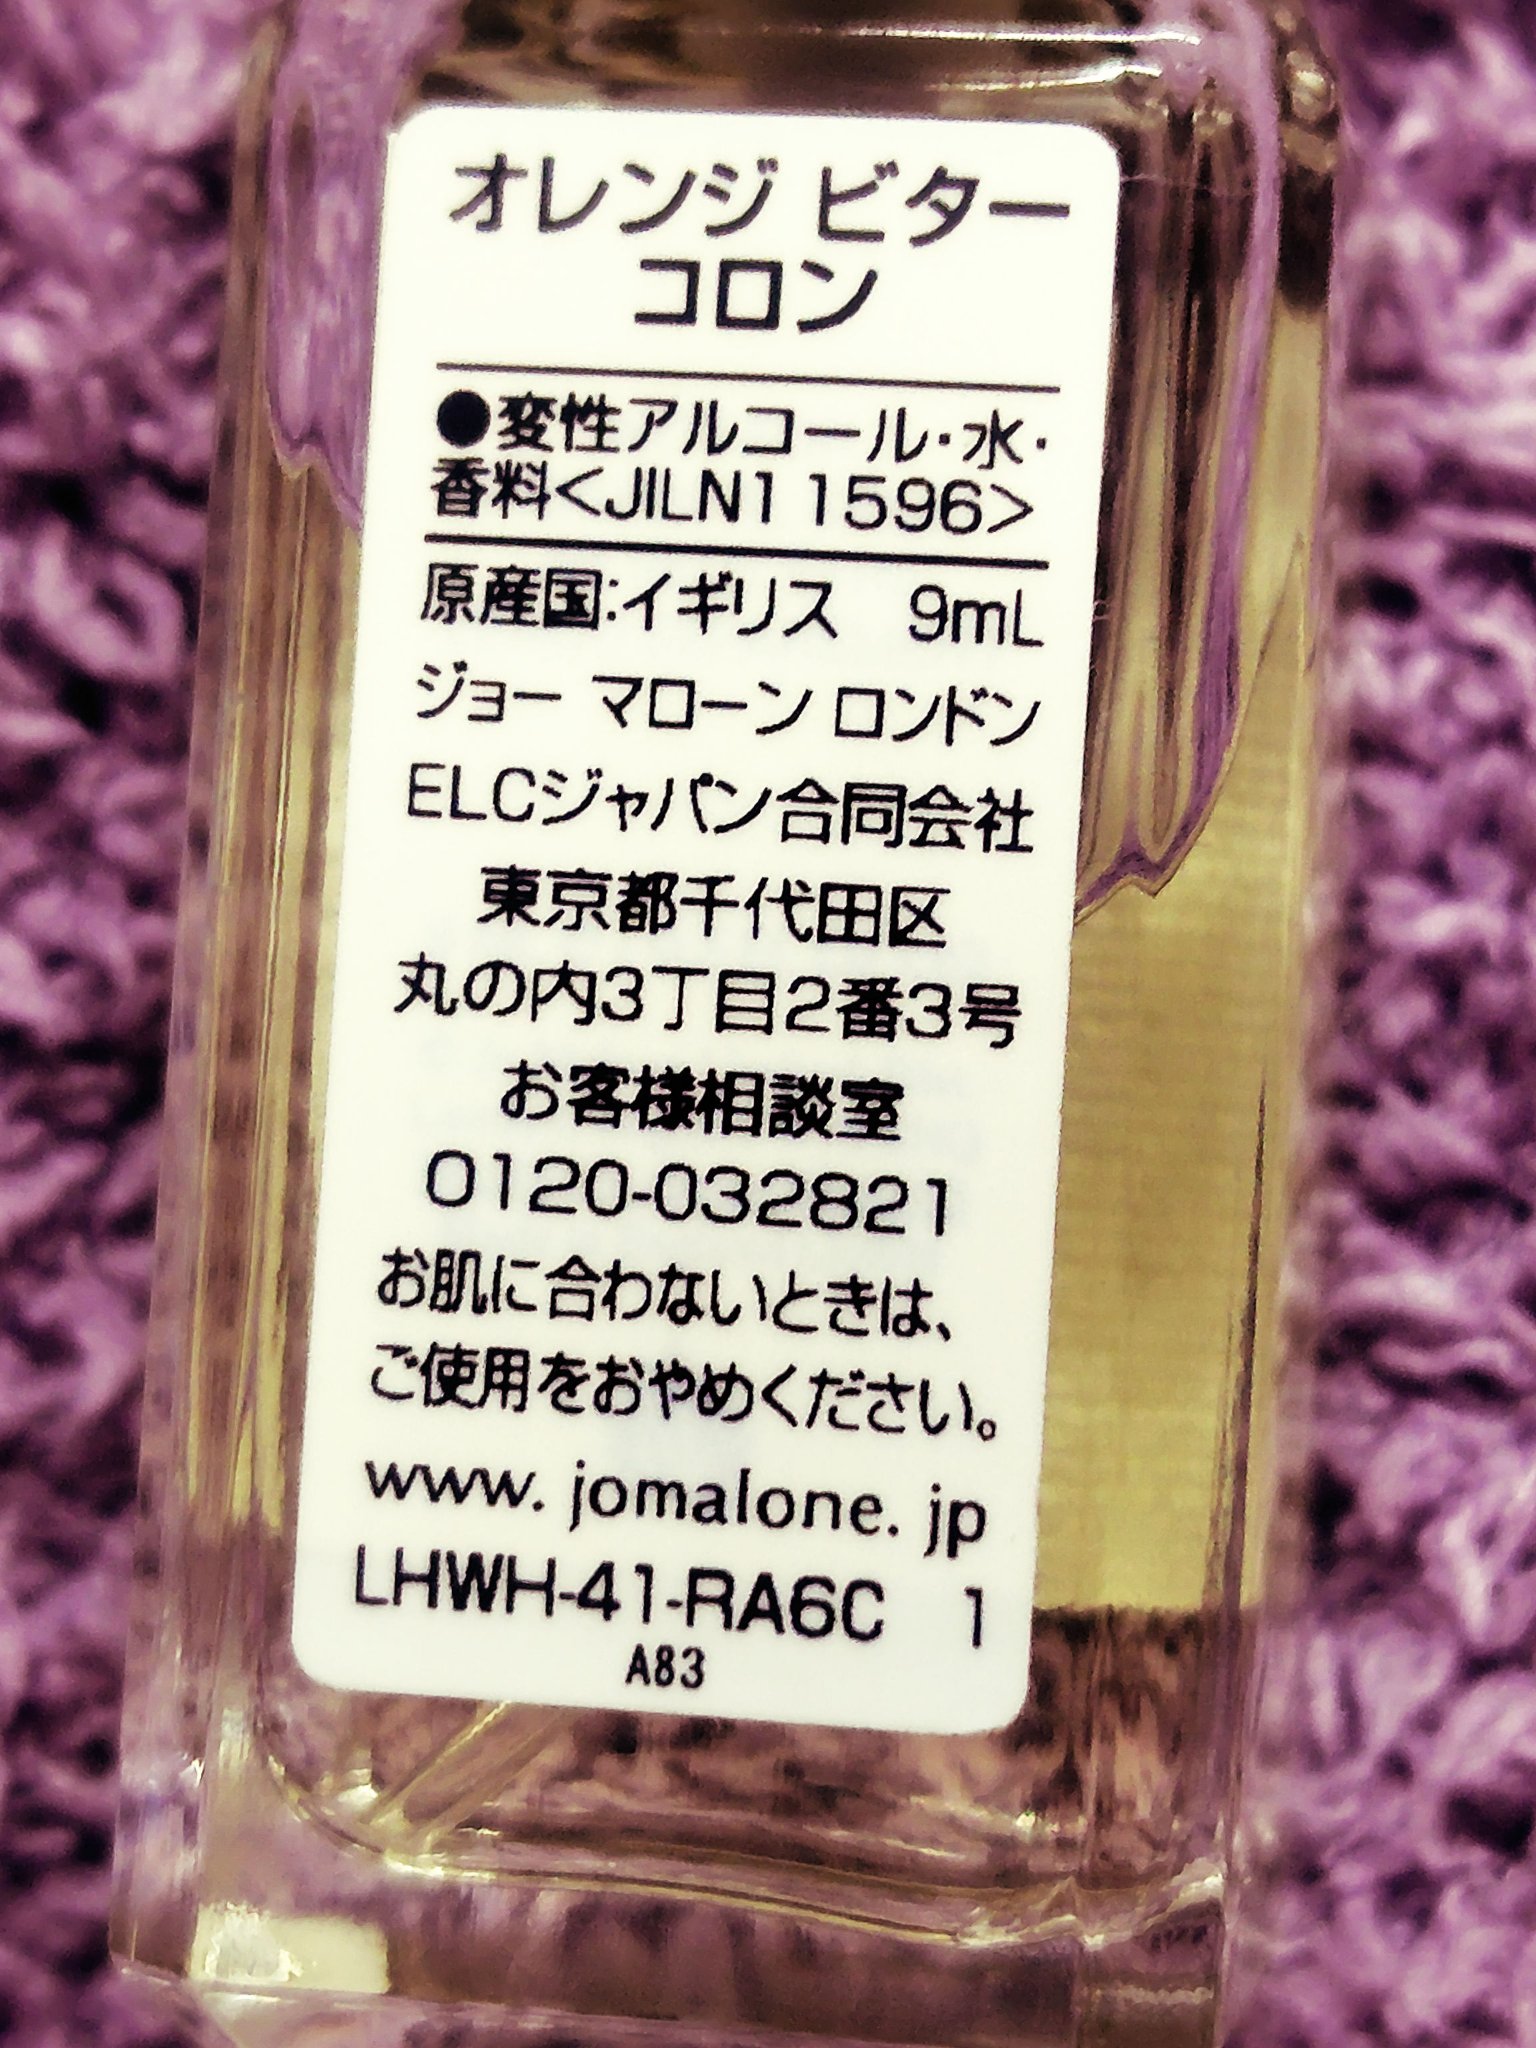 オレンジ ビター
コロン
●変性アルコール･水･
香料<JILN11596>
原産国:イギリス　9mL
ジョー マローン ロンドン
ELCジャパン合同会社
東京都千代田区
丸の内3丁目2番3号
お客様相談室
0120-032821
お肌に合わないときは、
ご使用をおやめください。
www. jomalone. jp
LHWH-41-RA6C　1
A83